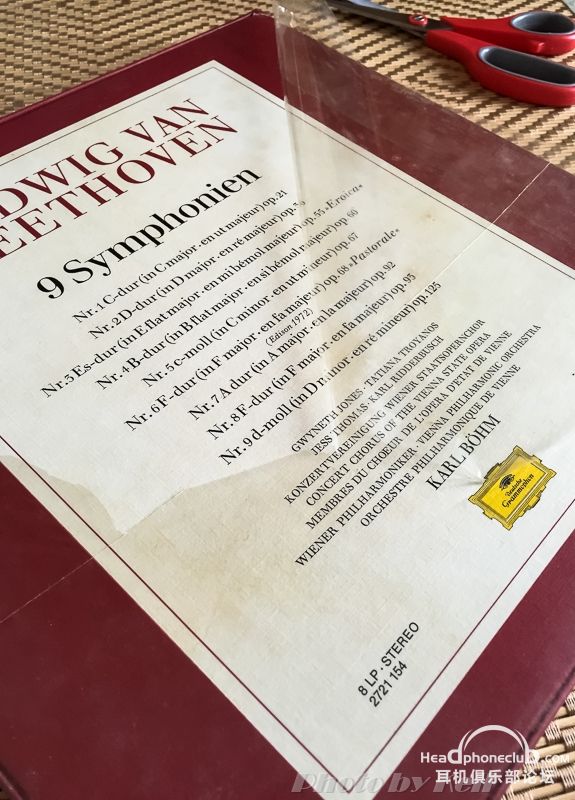 DWIG VAN
EETHOVEN
9 Symphonien
Nr. 1 C-dur (in C major · en ut majeur) op. 21
Nr. 2 D-dur (in D major · en ré majeur) op.
Nr. 3 Es-dur (in E flat major · en mi bémol majeur) op. 55 »Eroica«
Nr. 4 B-dur (in B flat major · en si bémol majeur) op. 60
Nr. 5 c-moll (in C minor · en ut mineur) op. 67
Nr. 6 F-dur (in F major · en fa majeur) op. 68 »Pastorale«
(Edison 1972)
Nr. 7 A dur (in A major · en la majeur) op. 92
Nr. 8 F-dur (in F major · en fa majeur) op. 93
Nr. 9 d-moll (in D minor · en ré mineur) op. 125
GWYNETH JONES · TATIANA TROYANOS
JESS THOMAS · KARL RIDDERBUSCH
KONZERTVEREINIGUNG WIENER STAATSOPERNCHOR
CONCERT CHORUS OF THE VIENNA STATE OPERA
MEMBRES DU CHOEUR DE L'OPERA D'ETAT DE VIENNE
WIENER PHILHARMONIKER · VIENNA PHILHARMONIC ORCHESTRA
ORCHESTRE PHILHARMONIQUE DE VIENNE
KARL BÖHM
Deutsche
Grammophon
8 LP · STEREO
2721 154
Headphoneclub.com
耳机俱乐部论坛
Photo by Ken